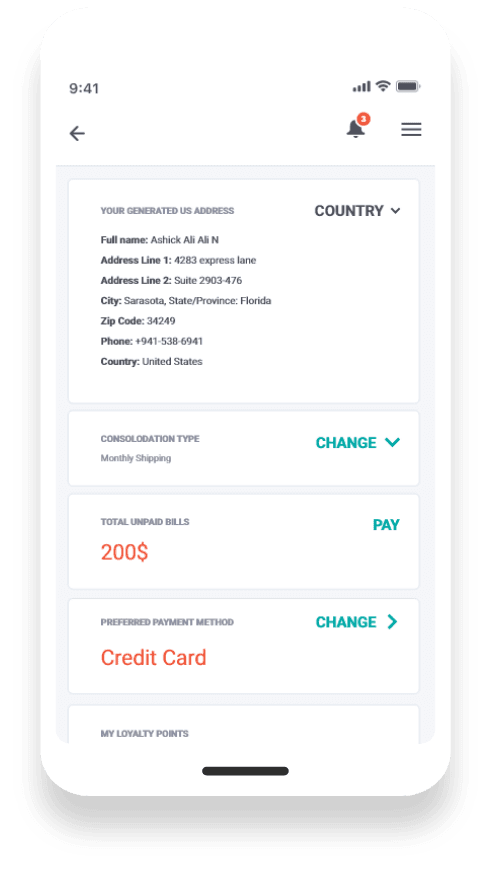 9:41
3
YOUR GENERATED US ADDRESS
COUNTRY
Full name: Ashick Ali Ali N
Address Line 1: 4283 express lane
Address Line 2: Suite 2903-476
City: Sarasota, State/Province: Florida
Zip Code: 34249
Phone: +941-538-6941
Country: United States
CONSOLODATION TYPE
CHANGE
Monthly Shipping
TOTAL UNPAID BILLS
PAY
200$
PREFERRED PAYMENT METHOD
CHANGE
Credit Card
MY LOYALTY POINTS